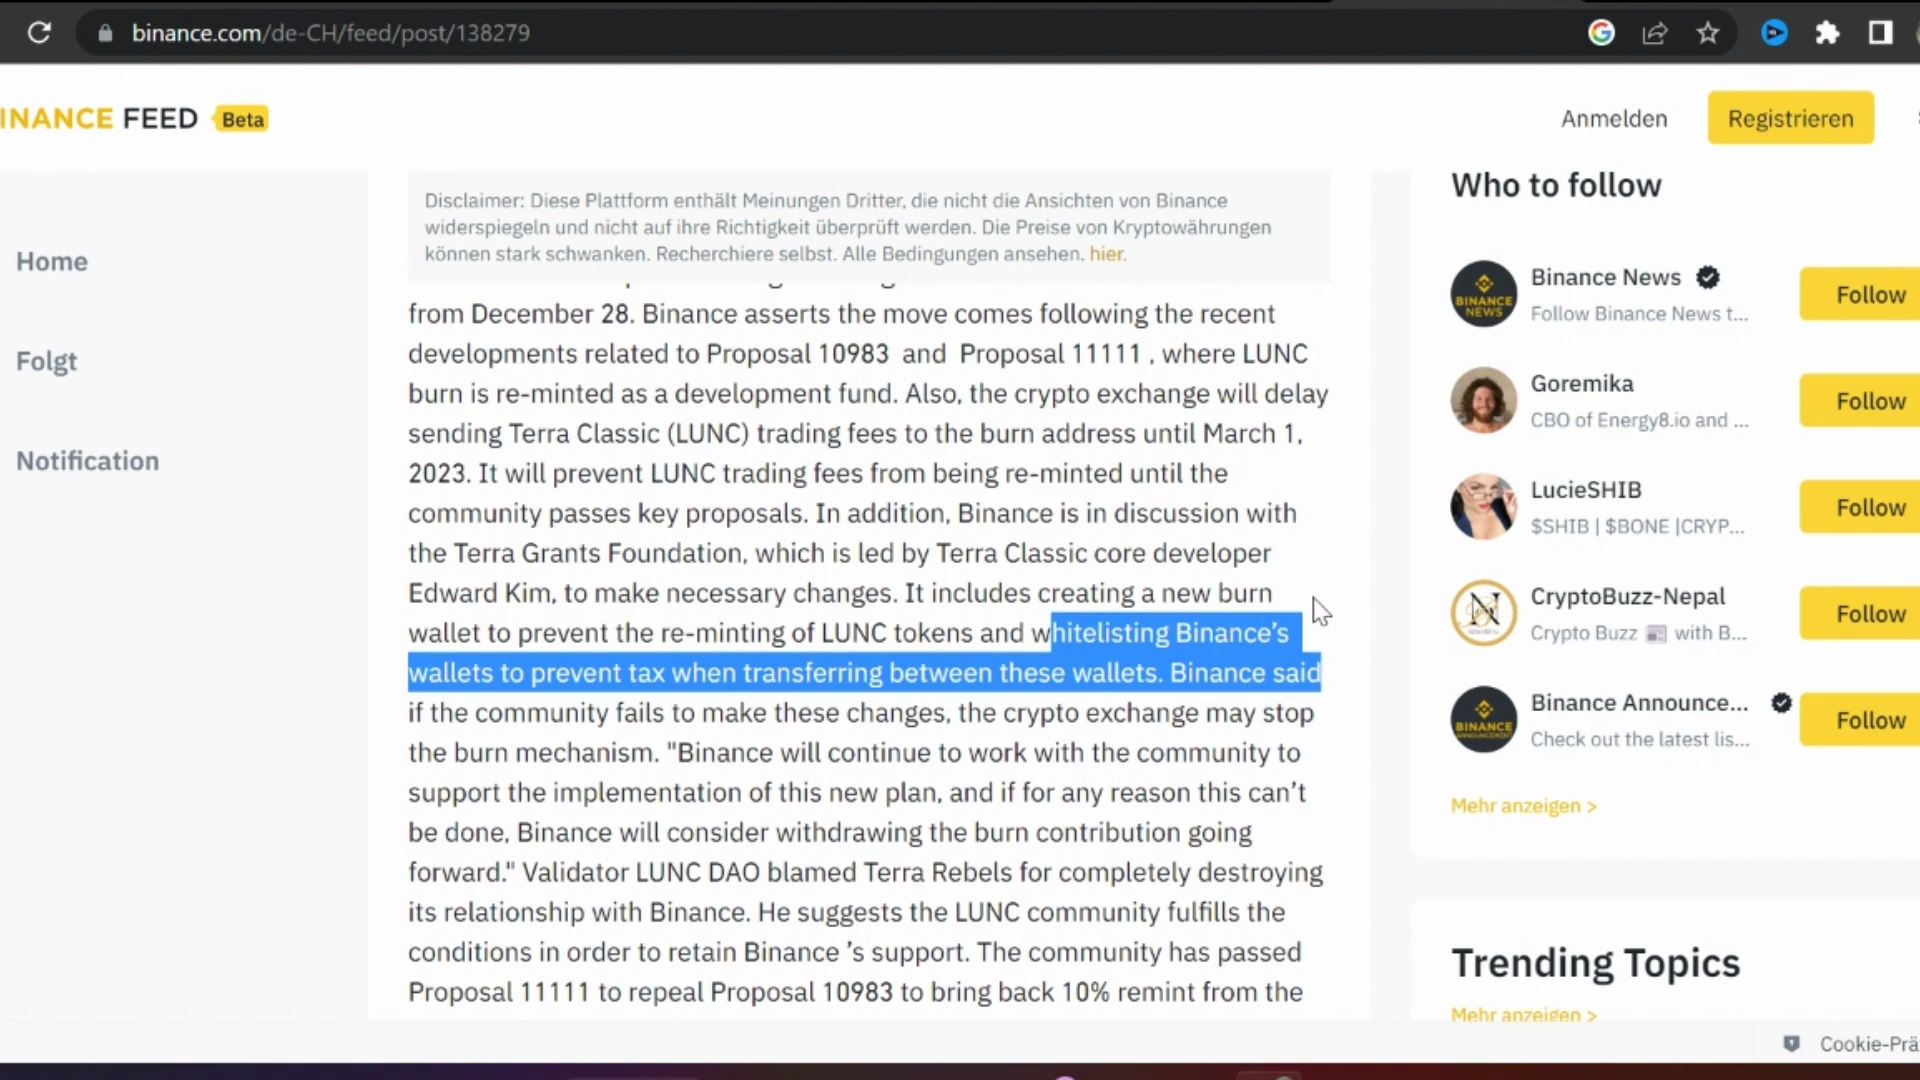 binance.com/de-CH/feed/post/138279
INANCE FEED Beta
Anmelden
Registrieren
Home
Folgt
Notification
Disclaimer: Diese Plattform enthält Meinungen Dritter, die nicht die Ansichten von Binance
widerspiegeln und nicht auf ihre Richtigkeit überprüft werden. Die Preise von Kryptowährungen
können stark schwanken. Recherchiere selbst. Alle Bedingungen ansehen. hier.
from December 28. Binance asserts the move comes following the recent
developments related to Proposal 10983 and Proposal 11111 , where LUNC
burn is re-minted as a development fund. Also, the crypto exchange will delay
sending Terra Classic (LUNC) trading fees to the burn address until March 1,
2023. It will prevent LUNC trading fees from being re-minted until the
community passes key proposals. In addition, Binance is in discussion with
the Terra Grants Foundation, which is led by Terra Classic core developer
Edward Kim, to make necessary changes. It includes creating a new burn
wallet to prevent the re-minting of LUNC tokens and whitelisting Binance’s
wallets to prevent tax when transferring between these wallets. Binance said
if the community fails to make these changes, the crypto exchange may stop
the burn mechanism. "Binance will continue to work with the community to
support the implementation of this new plan, and if for any reason this can’t
be done, Binance will consider withdrawing the burn contribution going
forward." Validator LUNC DAO blamed Terra Rebels for completely destroying
its relationship with Binance. He suggests the LUNC community fulfills the
conditions in order to retain Binance ’s support. The community has passed
Proposal 11111 to repeal Proposal 10983 to bring back 10% remint from the
Who to follow
BINANCE
NEWS
Binance News
Follow Binance News t...
Follow
Goremika
CBO of Energy8.io and ...
Follow
LucieSHIB
$SHIB | $BONE |CRYP...
Follow
CryptoBuzz-Nepal
Crypto Buzz with B...
Follow
BINANCE
ANNOUNCEMENT
Binance Announce...
Check out the latest lis...
Follow
Mehr anzeigen >
Trending Topics
Mehr anzeigen >
Cookie-Prä